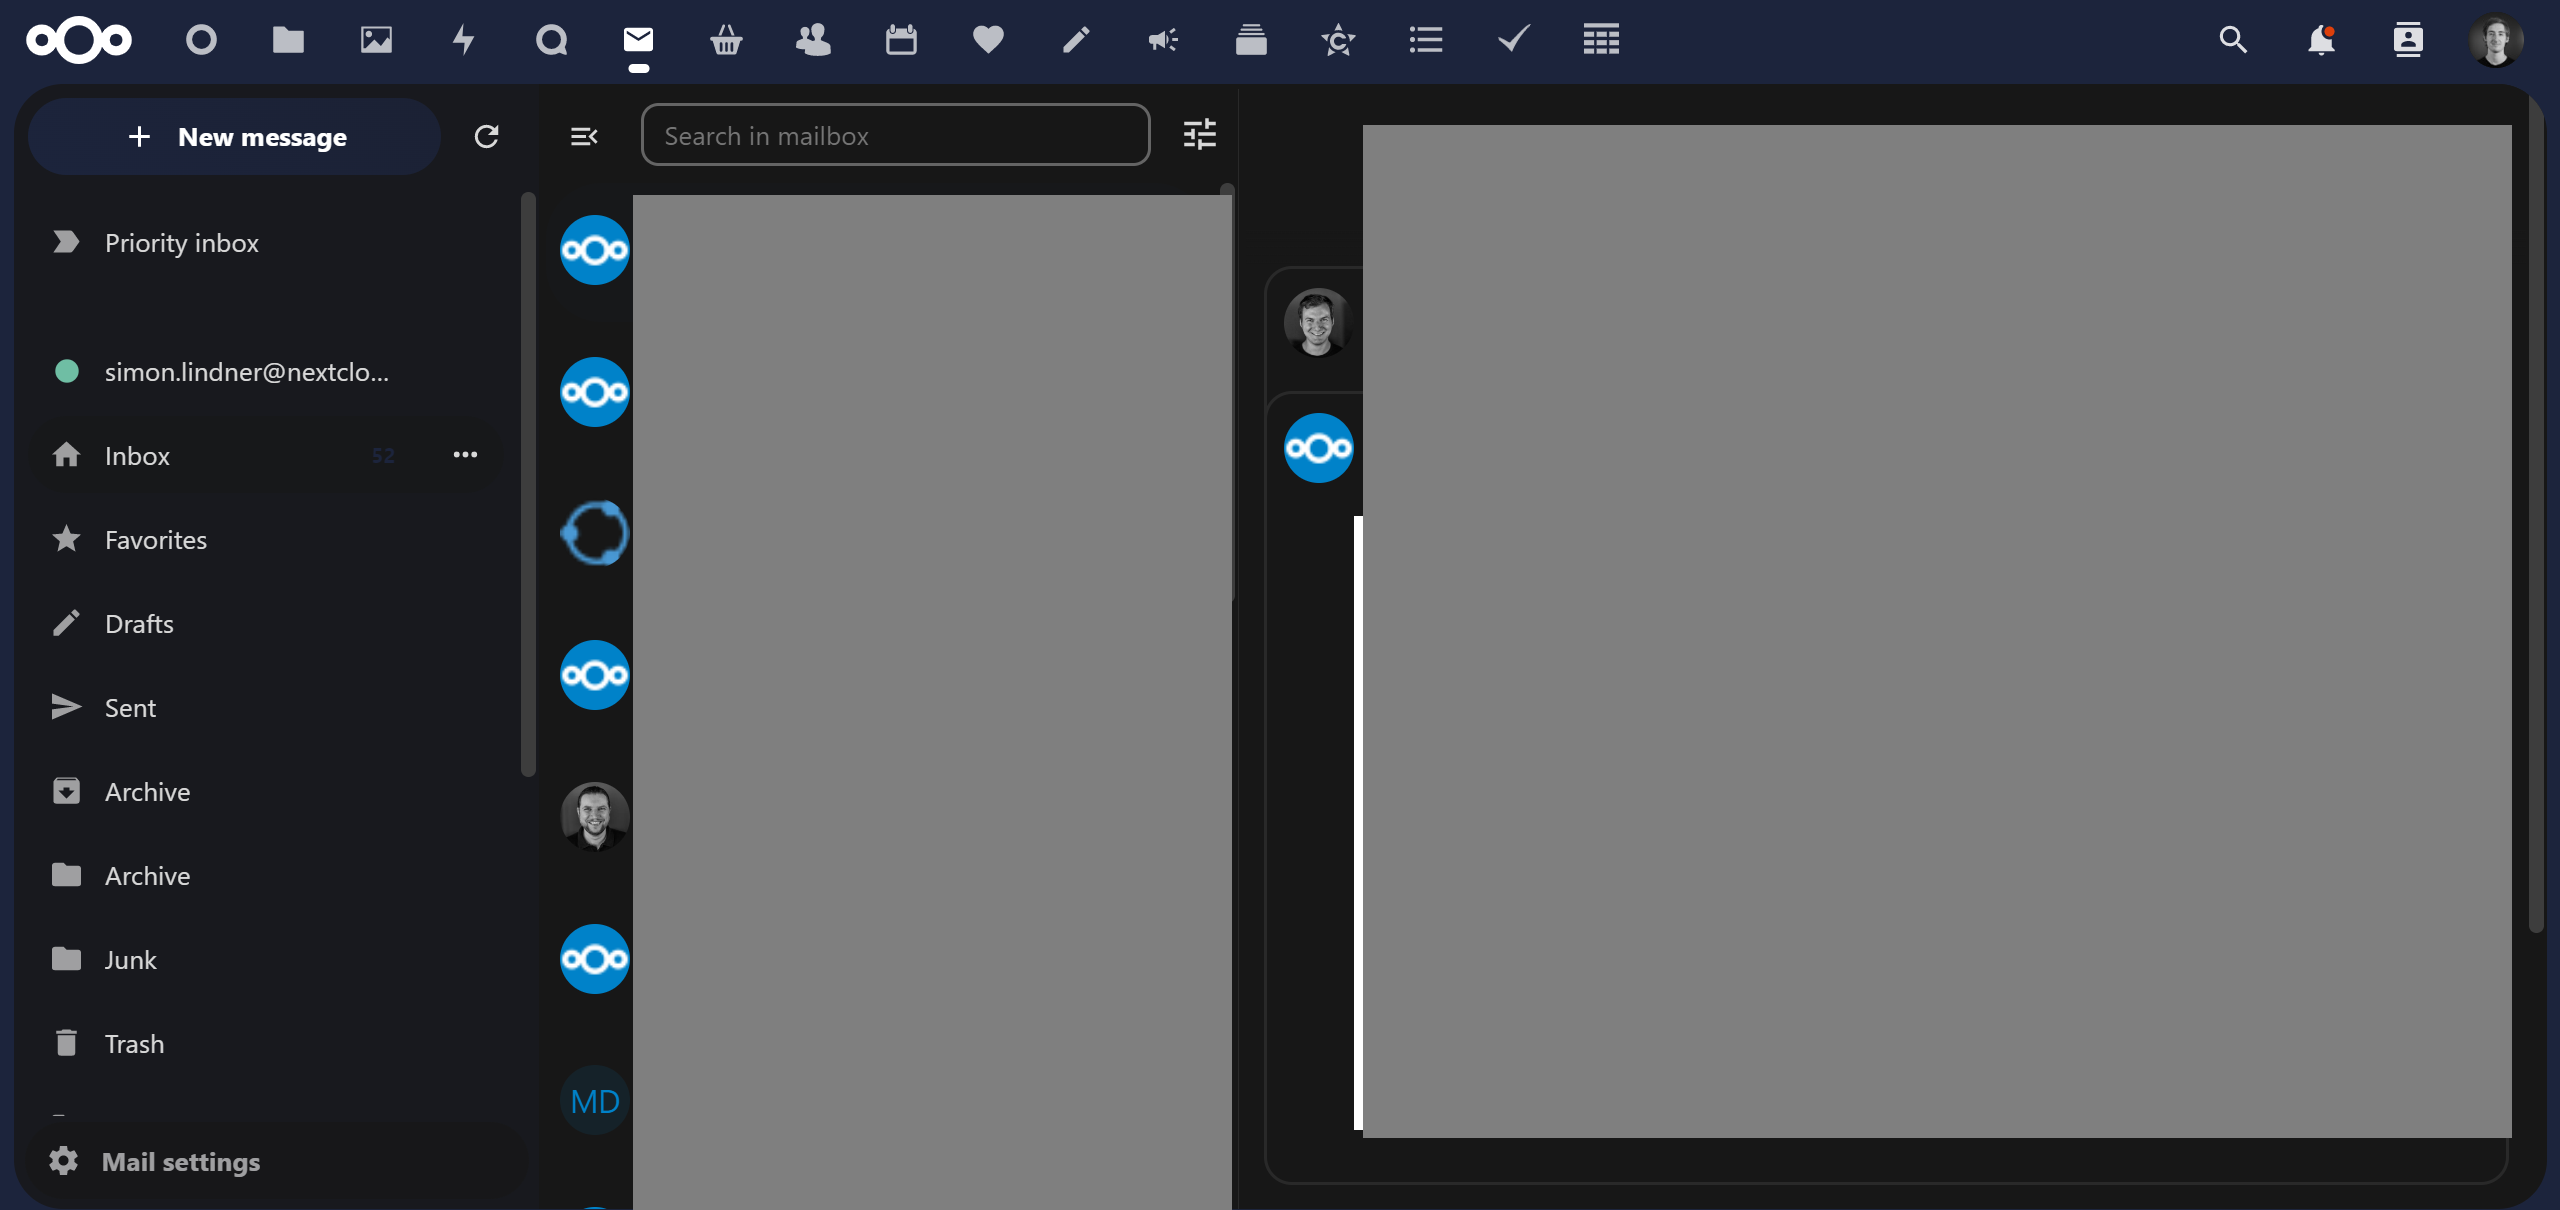 New message
Search in mailbox
Priority inbox
simon.lindner@nextclo...
Inbox 52
Favorites
Drafts
Sent
Archive
Archive
Junk
Trash
MD
Mail settings